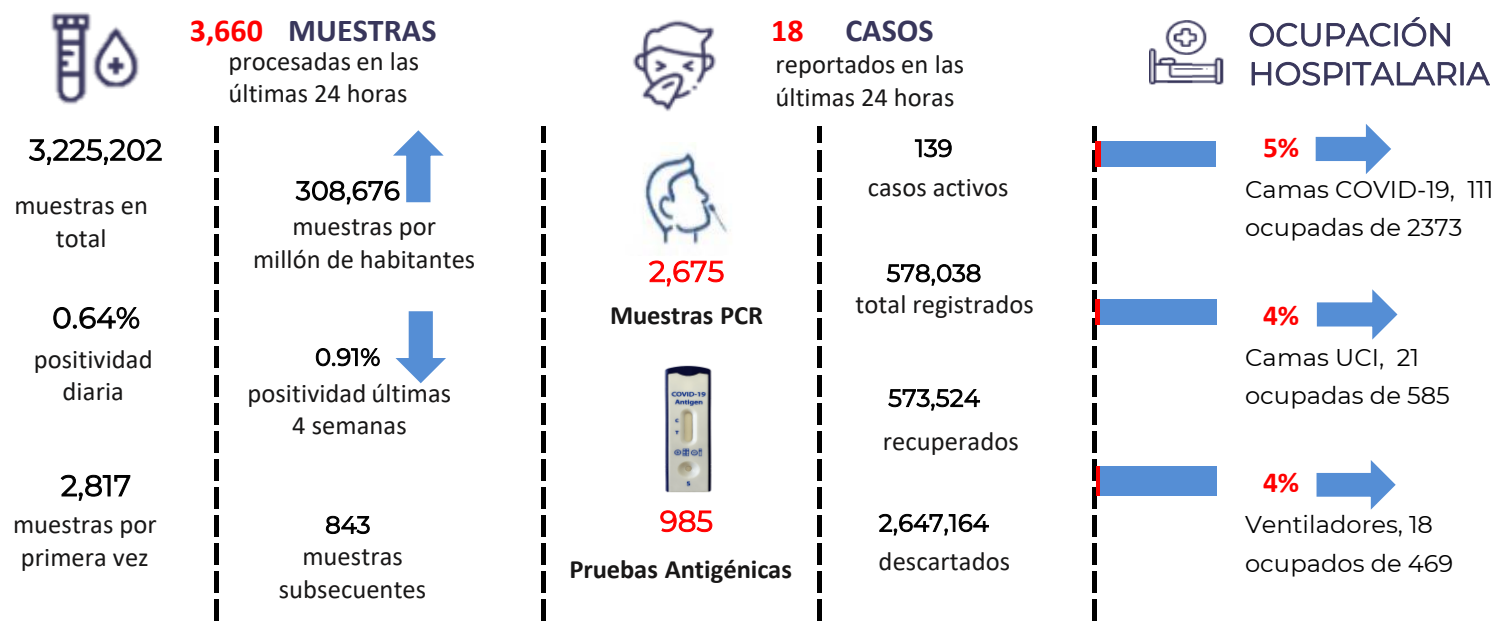 3,660 MUESTRAS
procesadas en las
últimas 24 horas
3,225,202
muestras en
total
0.64%
positividad
diaria
2,817
muestras por
primera vez
308,676
muestras por
millón de habitantes
0.91%
positividad últimas
4 semanas
843
muestras
subsecuentes
18 CASOS
reportados en las
últimas 24 horas
2,675
Muestras PCR
COVID-19
Antigen
C
T
S
985
Pruebas Antigénicas
139
casos activos
578,038
total registrados
573,524
recuperados
2,647,164
descartados
OCUPACIÓN
HOSPITALARIA
5%
Camas COVID-19, 111
ocupadas de 2373
4%
Camas UCI, 21
ocupadas de 585
4%
Ventiladores, 18
ocupados de 469